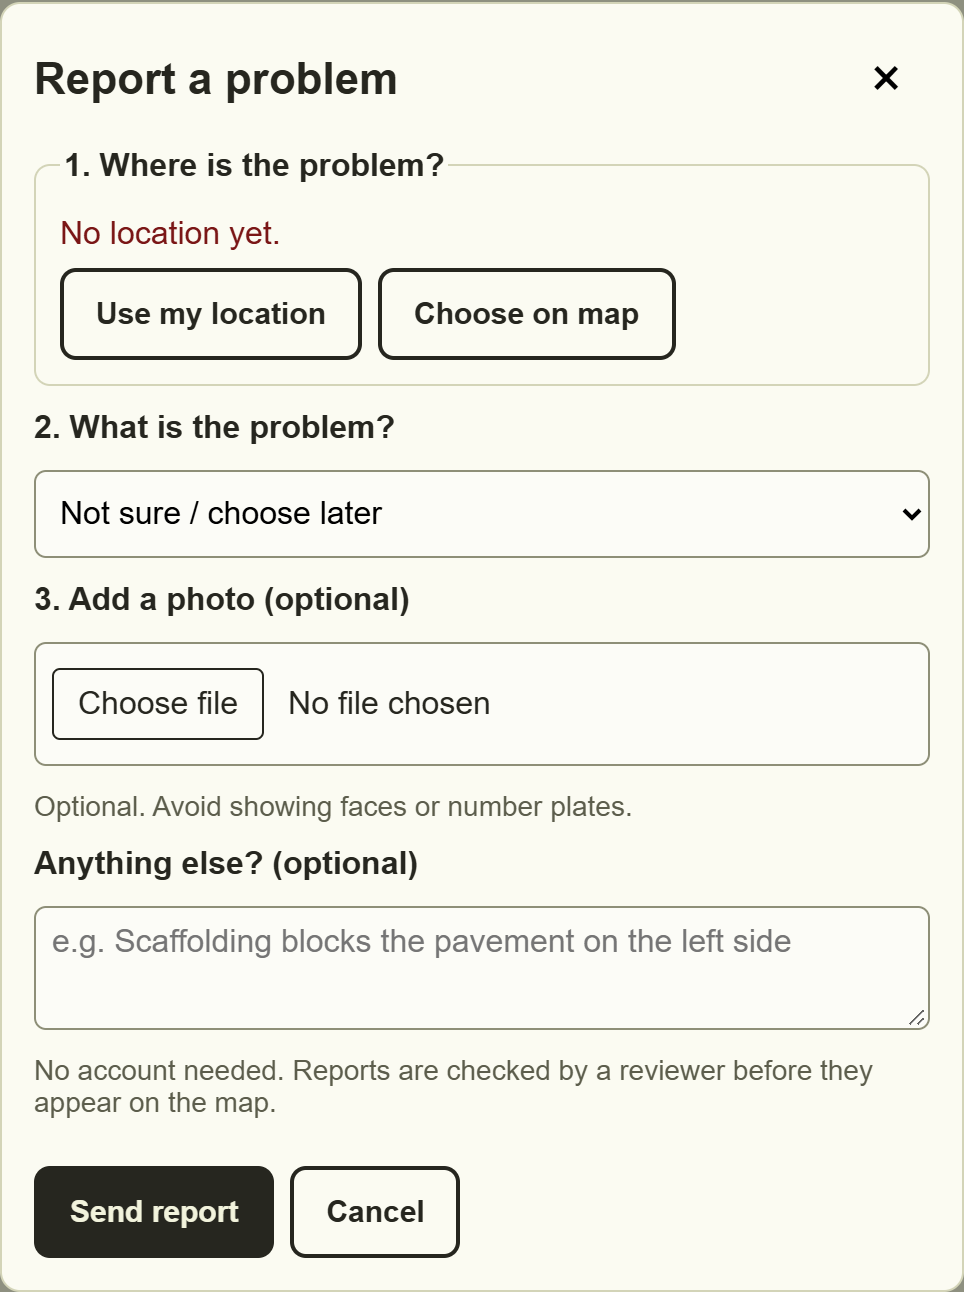 Report a problem
1. Where is the problem?
No location yet.
Use my location
Choose on map
2. What is the problem?
Not sure / choose later
3. Add a photo (optional)
Choose file
No file chosen
Optional. Avoid showing faces or number plates.
Anything else? (optional)
e.g. Scaffolding blocks the pavement on the left side
No account needed. Reports are checked by a reviewer before they
appear on the map.
Send report
Cancel